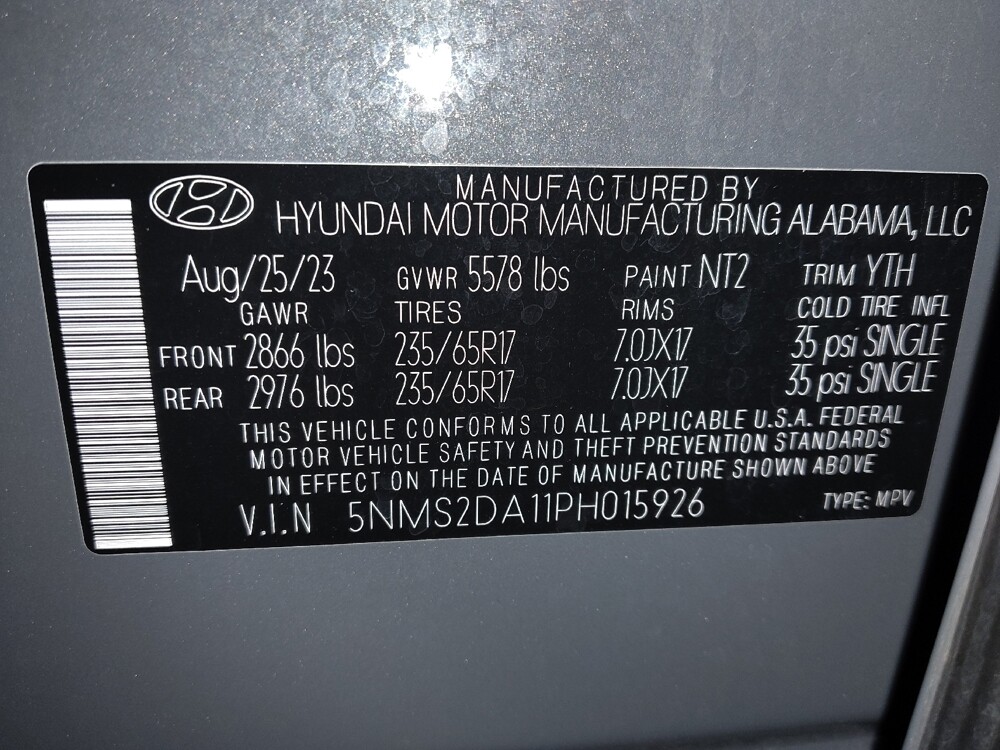 MANUFACTURED BY
HYUNDAI MOTOR MANUFACTURING ALABAMA, LLC
Aug/25/23 GVWR 5578 lbs PAINT NT2 TRIM YTH
GAWR TIRES RIMS COLD TIRE INFL
FRONT 2866 lbs 235/65R17 7.0JX17 35 psi SINGLE
REAR 2976 lbs 235/65R17 7.0JX17 35 psi SINGLE
THIS VEHICLE CONFORMS TO ALL APPLICABLE U.S.A. FEDERAL
MOTOR VEHICLE SAFETY AND THEFT PREVENTION STANDARDS
IN EFFECT ON THE DATE OF MANUFACTURE SHOWN ABOVE
V.I.N 5NMS2DA11PH015926 TYPE: MPV